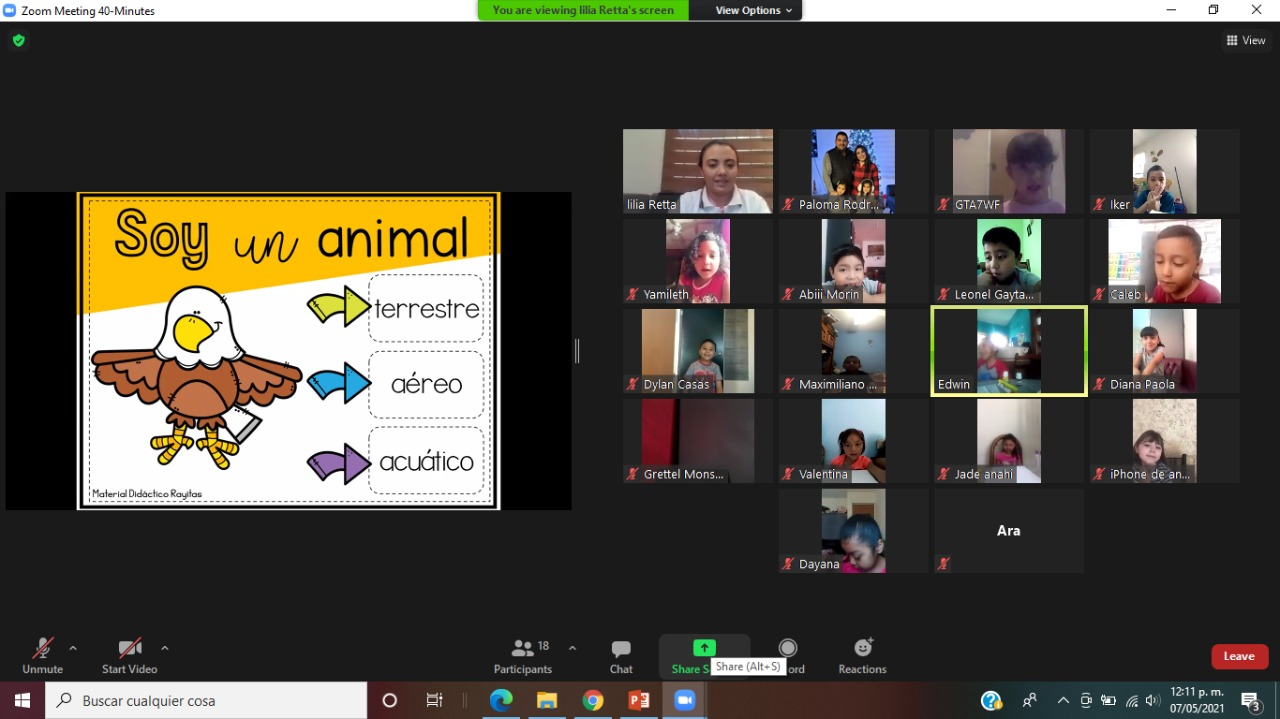 Zoom Meeting 40-Minutes
You are viewing lilia Retta's screen
View Options
View
Soy un animal
terrestre
aéreo
acuático
Material Didáctico Rayitas
lilia Retta
Paloma Rodr...
GTA7WF
Iker
Yamileth
Abiii Morin
Leonel Gayta...
Caleb
Dylan Casas
Maximiliano ...
Edwin
Diana Paola
Grettel Mons...
Valentina
Jade anahi
iPhone de an...
Dayana
Ara
Unmute
Start Video
18
Participants
Chat
Share S
Share (Alt+S)
ord
Reactions
Leave
Buscar cualquier cosa
12:11 p. m.
07/05/2021
3